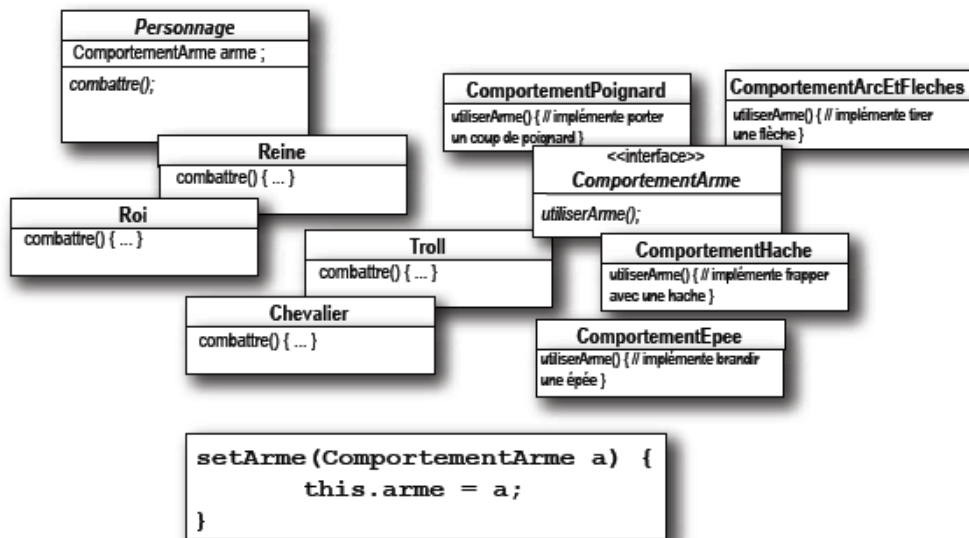 Personnage
ComportementArme arme ;
combattre();
Reine
combattre() { ... }
Roi
combattre() { ... }
Troll
combattre() { ... }
Chevalier
combattre() { ... }
ComportementPoignard
utiliserArme() { // implémente porter
un coup de poignard }
ComportementArcEtFleches
utiliserArme() { // implémente tirer
une flèche }
<<interface>>
ComportementArme
utiliserArme();
ComportementHache
utiliserArme() { // implémente frapper
avec une hache }
ComportementEpee
utiliserArme() { // implémente brandir
une épée }
setArme(ComportementArme a) {
this.arme = a;
}